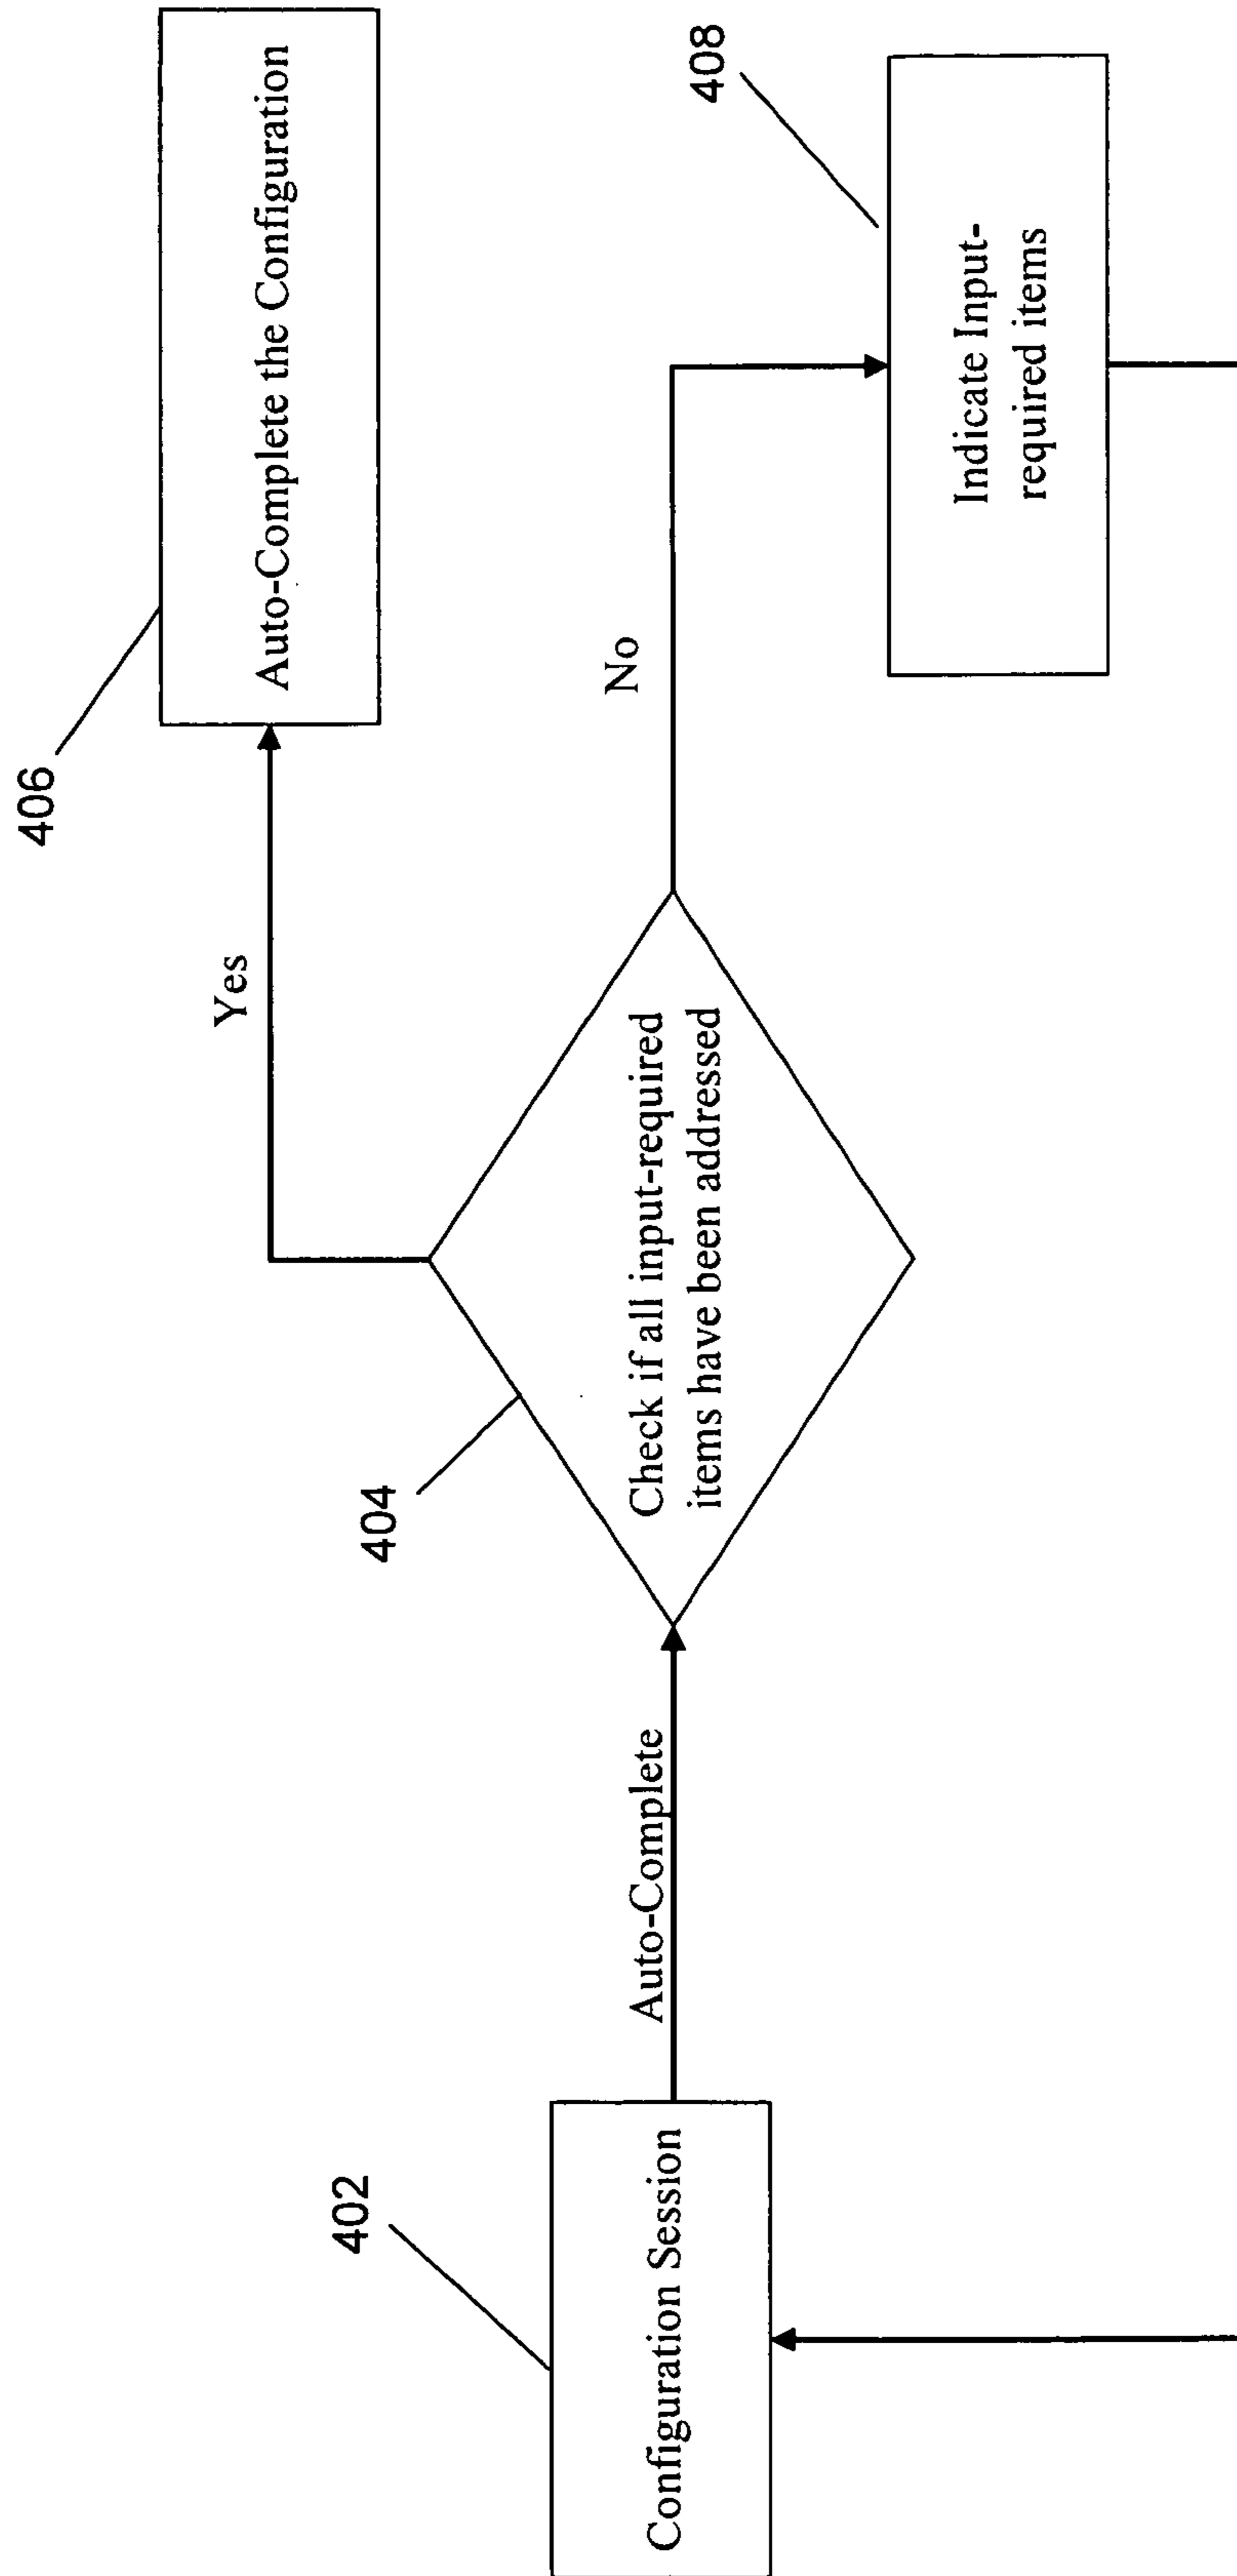 402
Configuration Session
Auto-Complete
404
Check if all input-required
items have been addressed
Yes
406
Auto-Complete the Configuration
No
408
Indicate Input-
required items